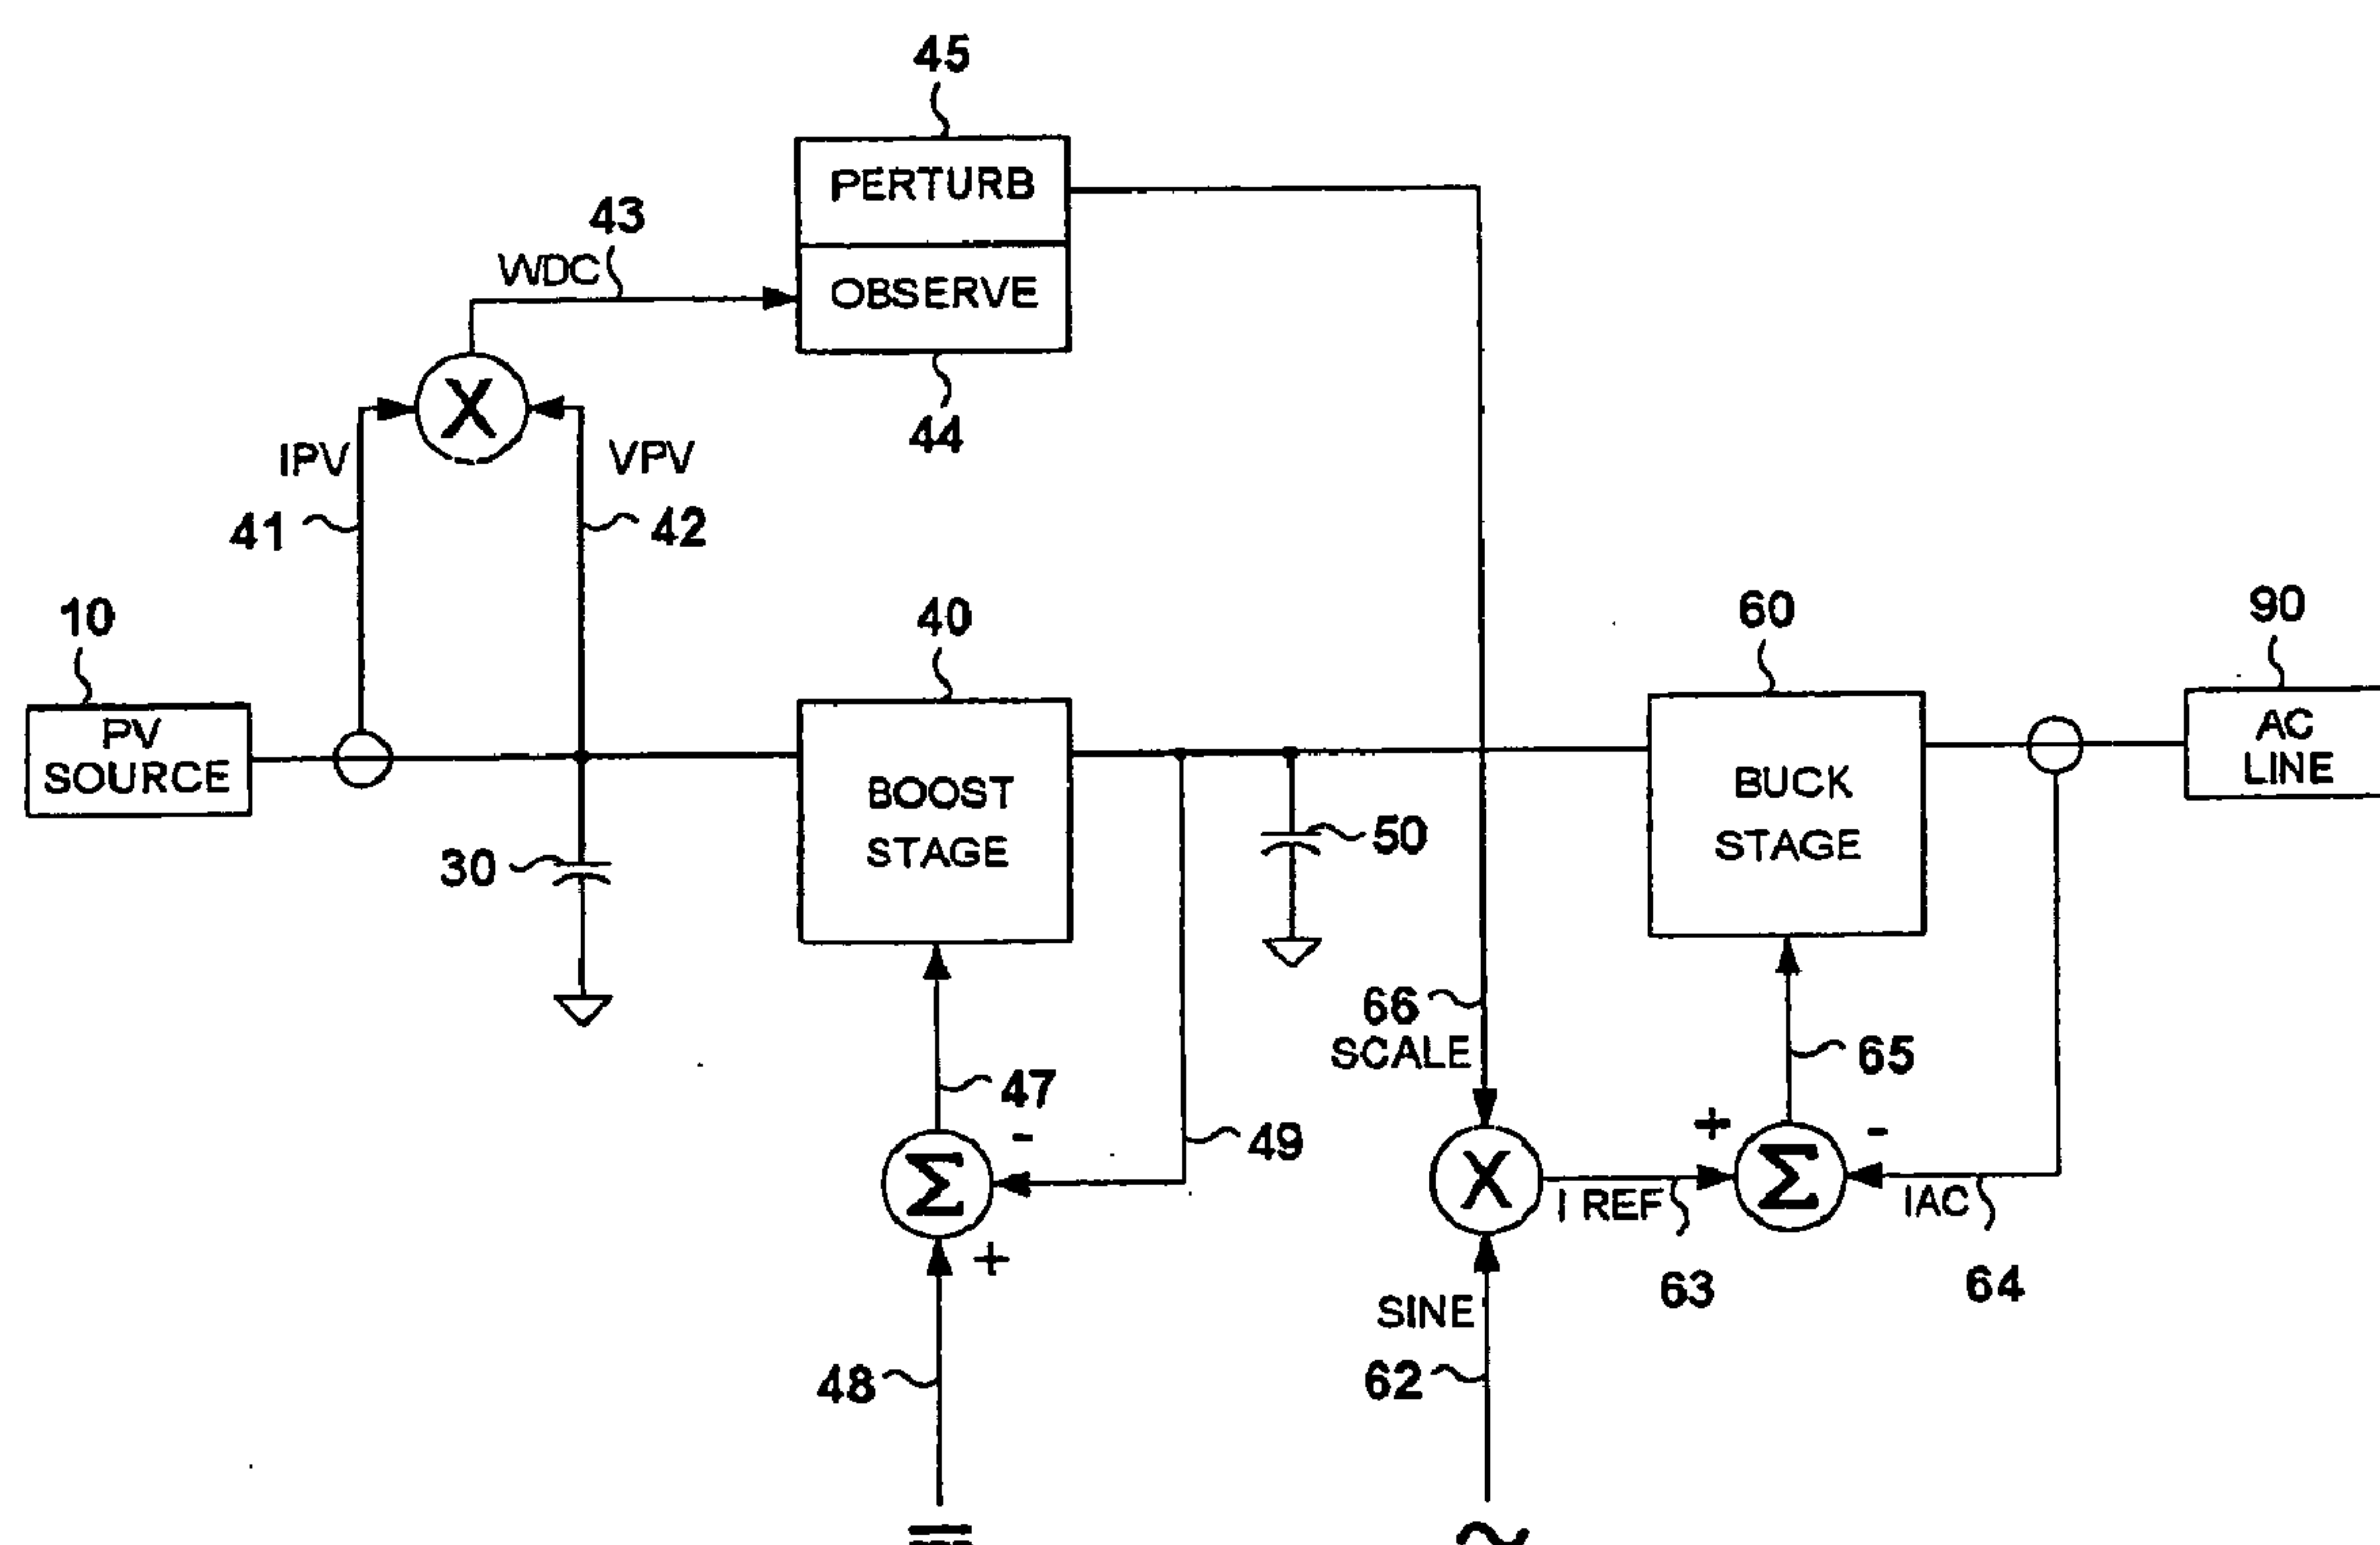 45
PERTURB
OBSERVE
44
43
WDC
X
IPV
VPV
41
42
10
PV
SOURCE
30
40
BOOST
STAGE
50
60
BUCK
STAGE
90
AC
LINE
47
-
49
Σ
+
48
66
SCALE
X
SINE
62
I REF
63
+
Σ
-
65
IAC
64